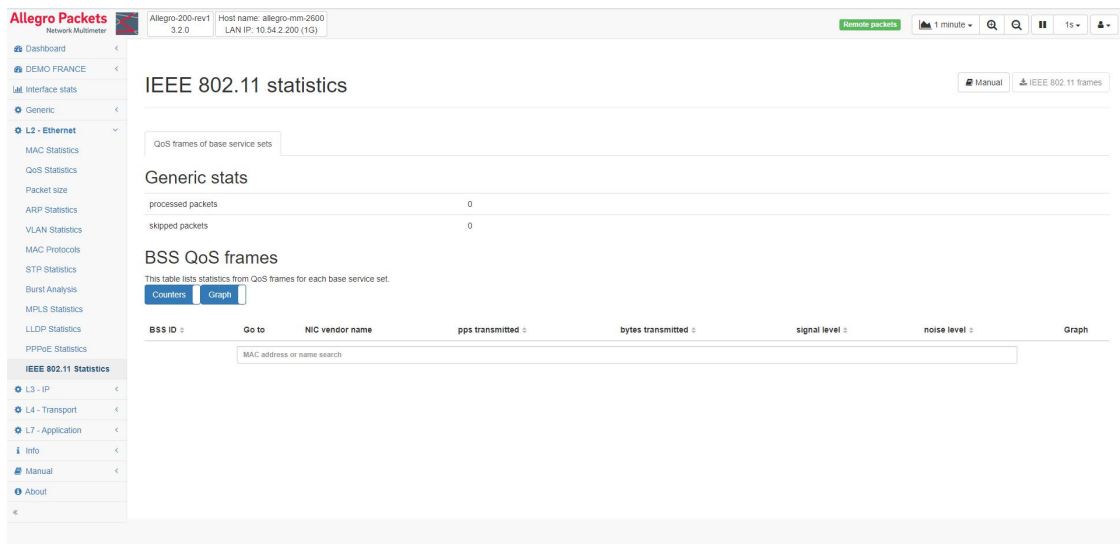 Allegro Packets
Network Multimeter
Allegro-200-rev1
3.2.0
Host name: allegro-mm-2600
LAN IP: 10.54.2.200 (1G)
Remote packets
1 minute
1s
Dashboard
DEMO FRANCE
Interface stats
Generic
L2 - Ethernet
MAC Statistics
QoS Statistics
Packet size
ARP Statistics
VLAN Statistics
MAC Protocols
STP Statistics
Burst Analysis
MPLS Statistics
LLDP Statistics
PPPoE Statistics
IEEE 802.11 Statistics
L3 - IP
L4 - Transport
L7 - Application
Info
Manual
About
«
IEEE 802.11 statistics
Manual
IEEE 802.11 frames
QoS frames of base service sets
Generic stats
processed packets 0
skipped packets 0
BSS QoS frames
This table lists statistics from QoS frames for each base service set.
Counters Graph
BSS ID Go to NIC vendor name pps transmitted bytes transmitted signal level noise level Graph
MAC address or name search